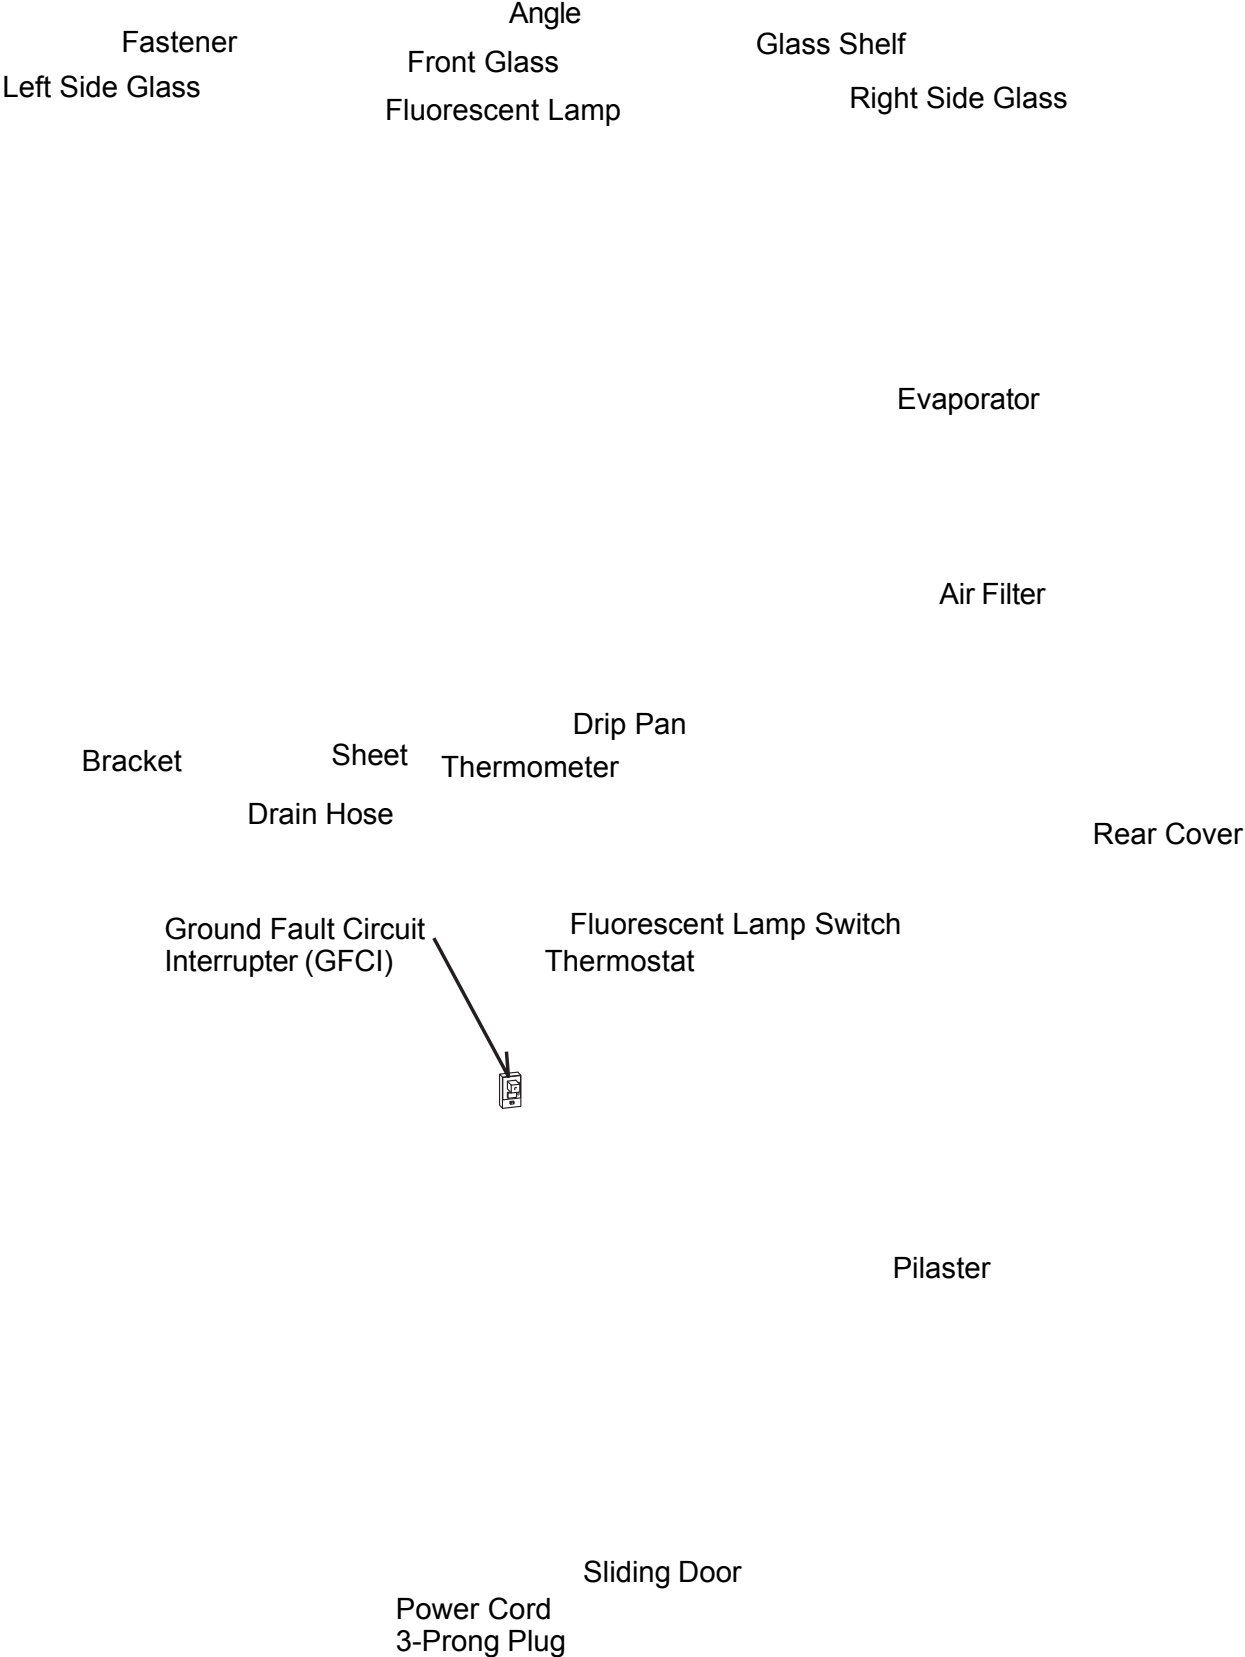 Angle
Fastener
Glass Shelf
Front Glass
Left Side Glass
Right Side Glass
Fluorescent Lamp
Evaporator
Air Filter
Drip Pan
Sheet
Bracket
Thermometer
Drain Hose
Rear Cover
Ground Fault Circuit
Interrupter (GFCI)
Fluorescent Lamp Switch
Thermostat
Pilaster
Sliding Door
Power Cord
3-Prong Plug